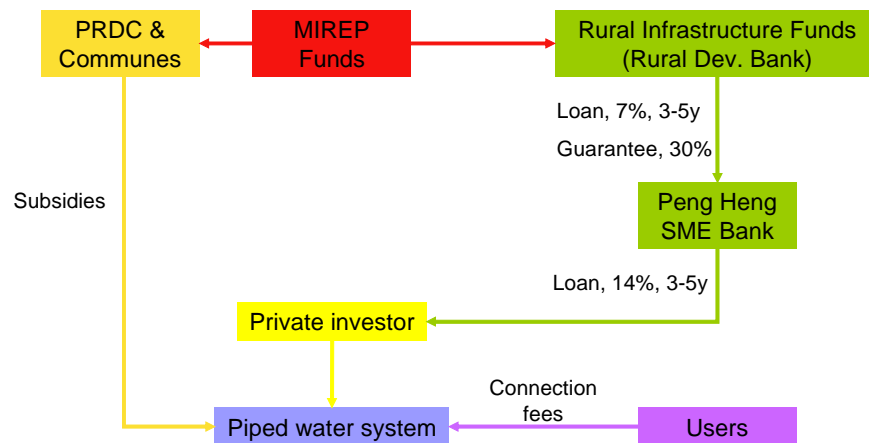 PRDC &
Communes
MIREP
Funds
Rural Infrastructure Funds
(Rural Dev. Bank)
Loan, 7%, 3-5y
Guarantee, 30%
Subsidies
Peng Heng
SME Bank
Loan, 14%, 3-5y
Private investor
Connection
fees
Piped water system
Users